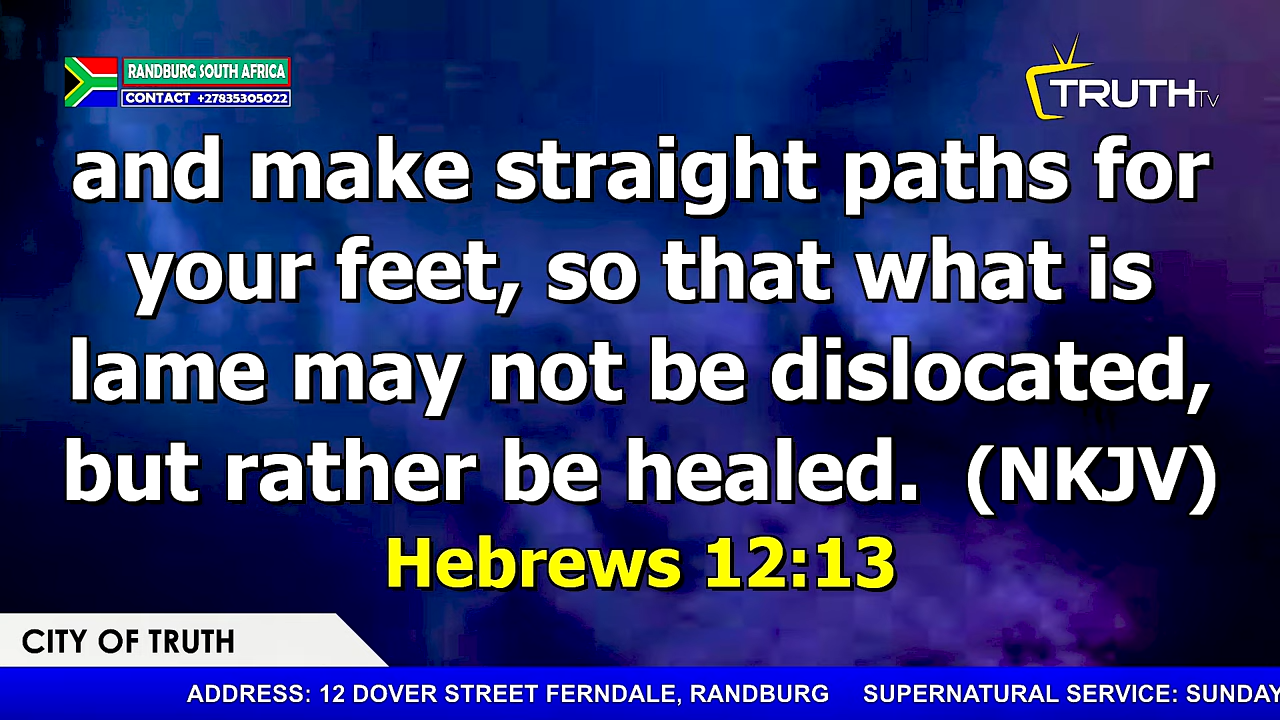 RANDBURG SOUTH AFRICA
CONTACT +27835305022
TRUTH TV
and make straight paths for
your feet, so that what is
lame may not be dislocated,
but rather be healed. (NKJV)
Hebrews 12:13
CITY OF TRUTH
ADDRESS: 12 DOVER STREET FERNDALE, RANDBURG SUPERNATURAL SERVICE: SUNDAY